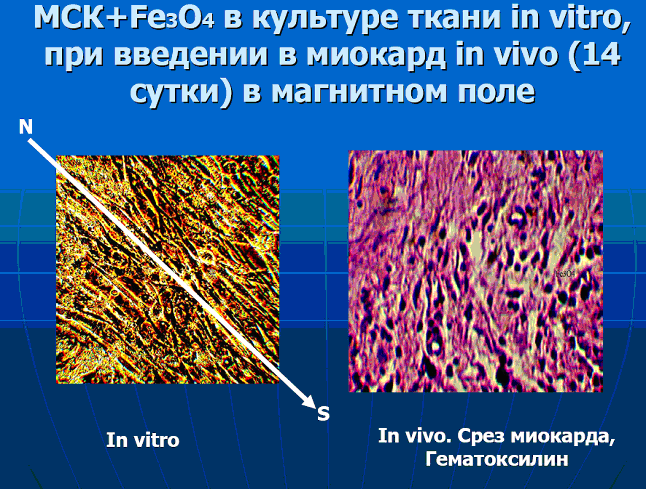 МСК+Fe3O4 в культуре ткани in vitro,
при введении в миокард in vivo (14
сутки) в магнитном поле
N
Fe3O4
S
In vitro
In vivo. Срез миокарда,
Гематоксилин